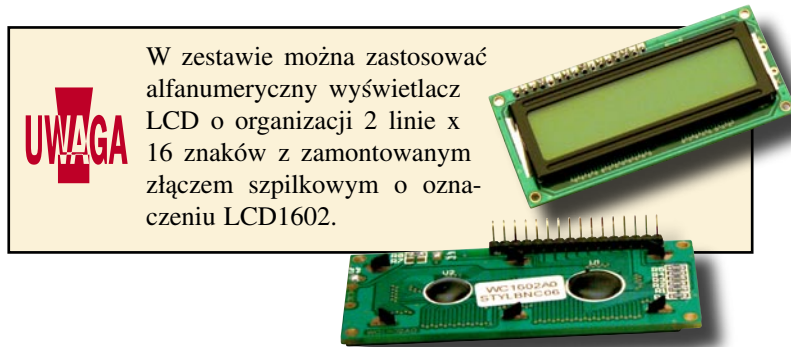 UWAGA
W zestawie można zastosować
alfanumeryczny wyświetlacz
LCD o organizacji 2 linie x
16 znaków z zamontowanym
złączem szpilkowym o ozna-
czeniu LCD1602.
WC1602A0
STYLBNC06